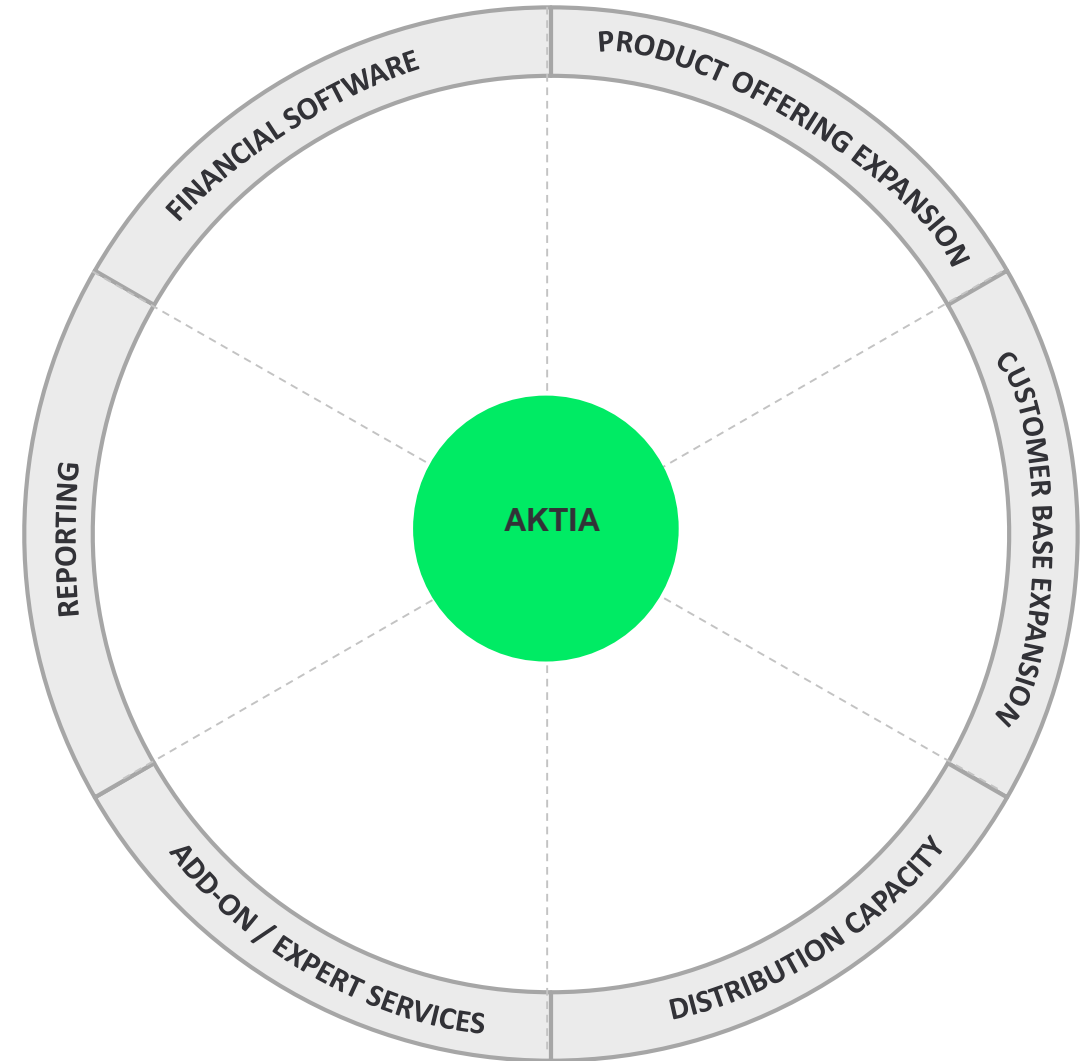 FINANCIAL SOFTWARE
PRODUCT OFFERING EXPANSION
CUSTOMER BASE EXPANSION
DISTRIBUTION CAPACITY
ADD-ON / EXPERT SERVICES
REPORTING
AKTIA